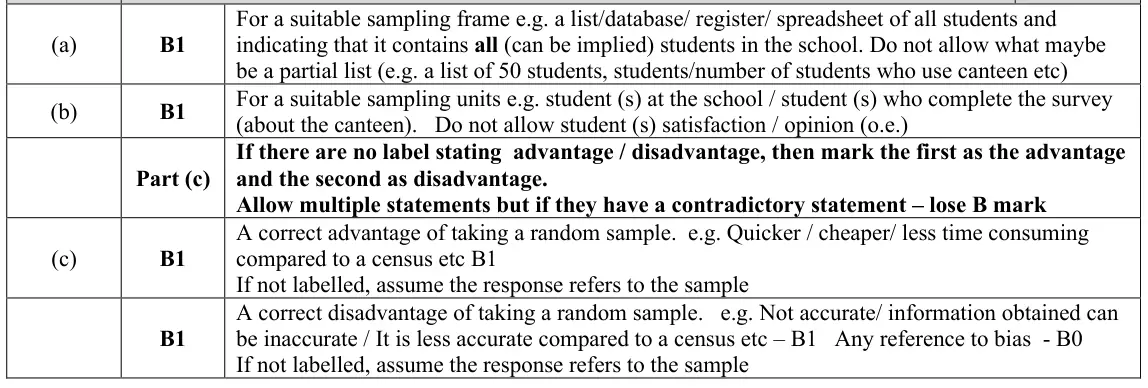 (a) B1 For a suitable sampling frame e.g. a list/database/ register/ spreadsheet of all students and
indicating that it contains all (can be implied) students in the school. Do not allow what maybe
be a partial list (e.g. a list of 50 students, students/number of students who use canteen etc)
(b) B1 For a suitable sampling units e.g. student (s) at the school / student (s) who complete the survey
(about the canteen). Do not allow student (s) satisfaction / opinion (o.e.)
Part (c) If there are no label stating advantage / disadvantage, then mark the first as the advantage
and the second as disadvantage.
Allow multiple statements but if they have a contradictory statement – lose B mark
(c) B1 A correct advantage of taking a random sample. e.g. Quicker / cheaper/ less time consuming
compared to a census etc B1
If not labelled, assume the response refers to the sample
B1 A correct disadvantage of taking a random sample. e.g. Not accurate/ information obtained can
be inaccurate / It is less accurate compared to a census etc – B1 Any reference to bias - B0
If not labelled, assume the response refers to the sample